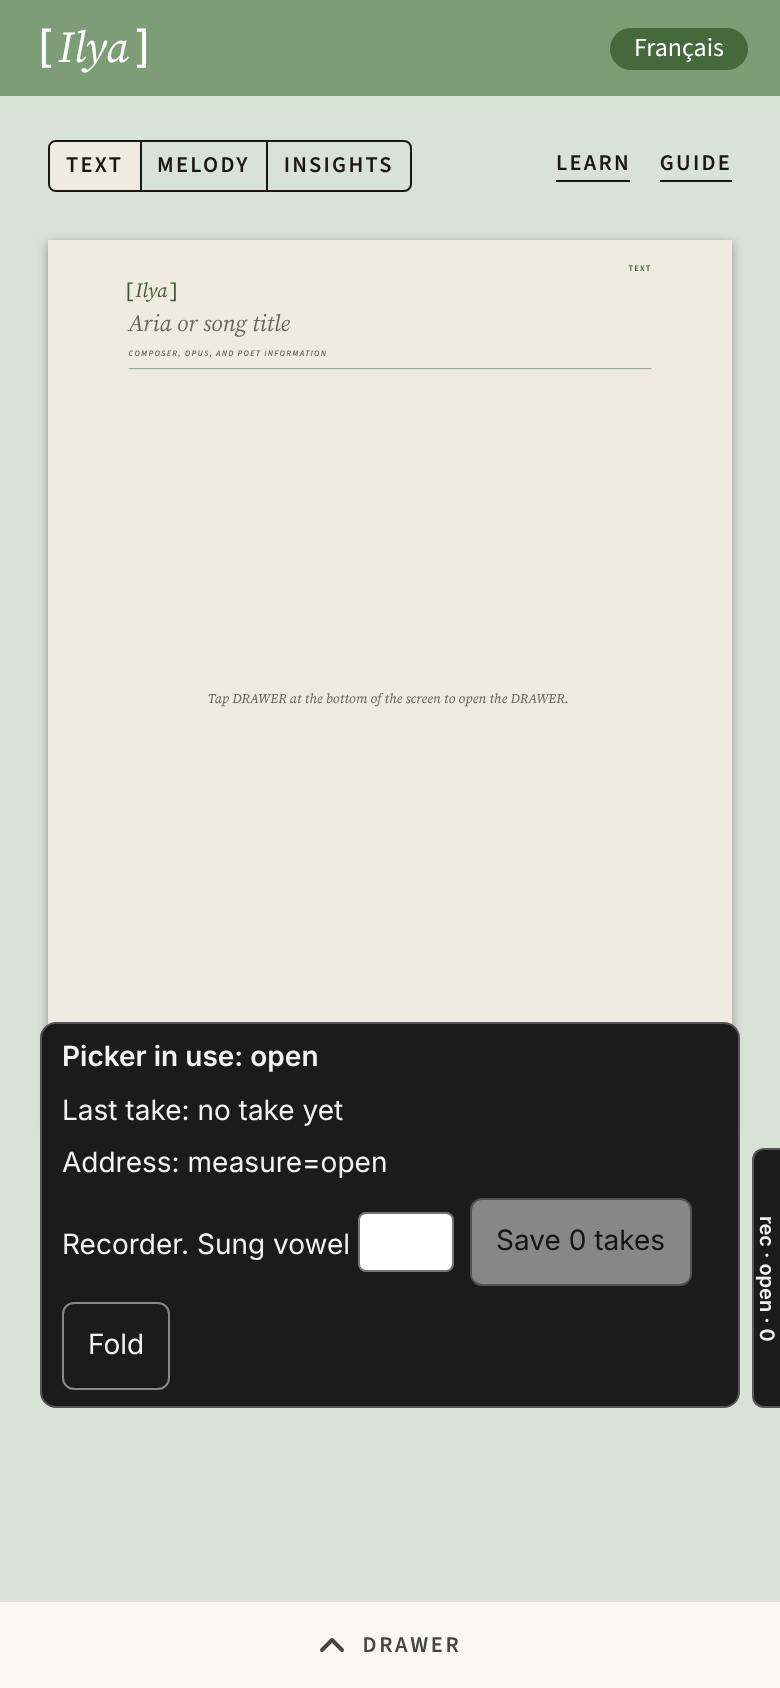 [Ilya]
Français
TEXT MELODY INSIGHTS LEARN GUIDE
TEXT
[Ilya]
Aria or song title
COMPOSER, OPUS, AND POET INFORMATION
Tap DRAWER at the bottom of the screen to open the DRAWER.
Picker in use: open
Last take: no take yet
Address: measure=open
Recorder. Sung vowel Save 0 takes
Fold
rec · open · 0
DRAWER